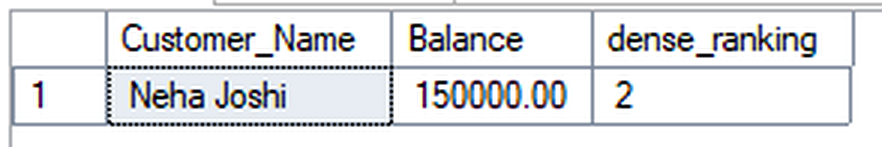 Customer_Name Balance dense_ranking
1 Neha Joshi 150000.00 2